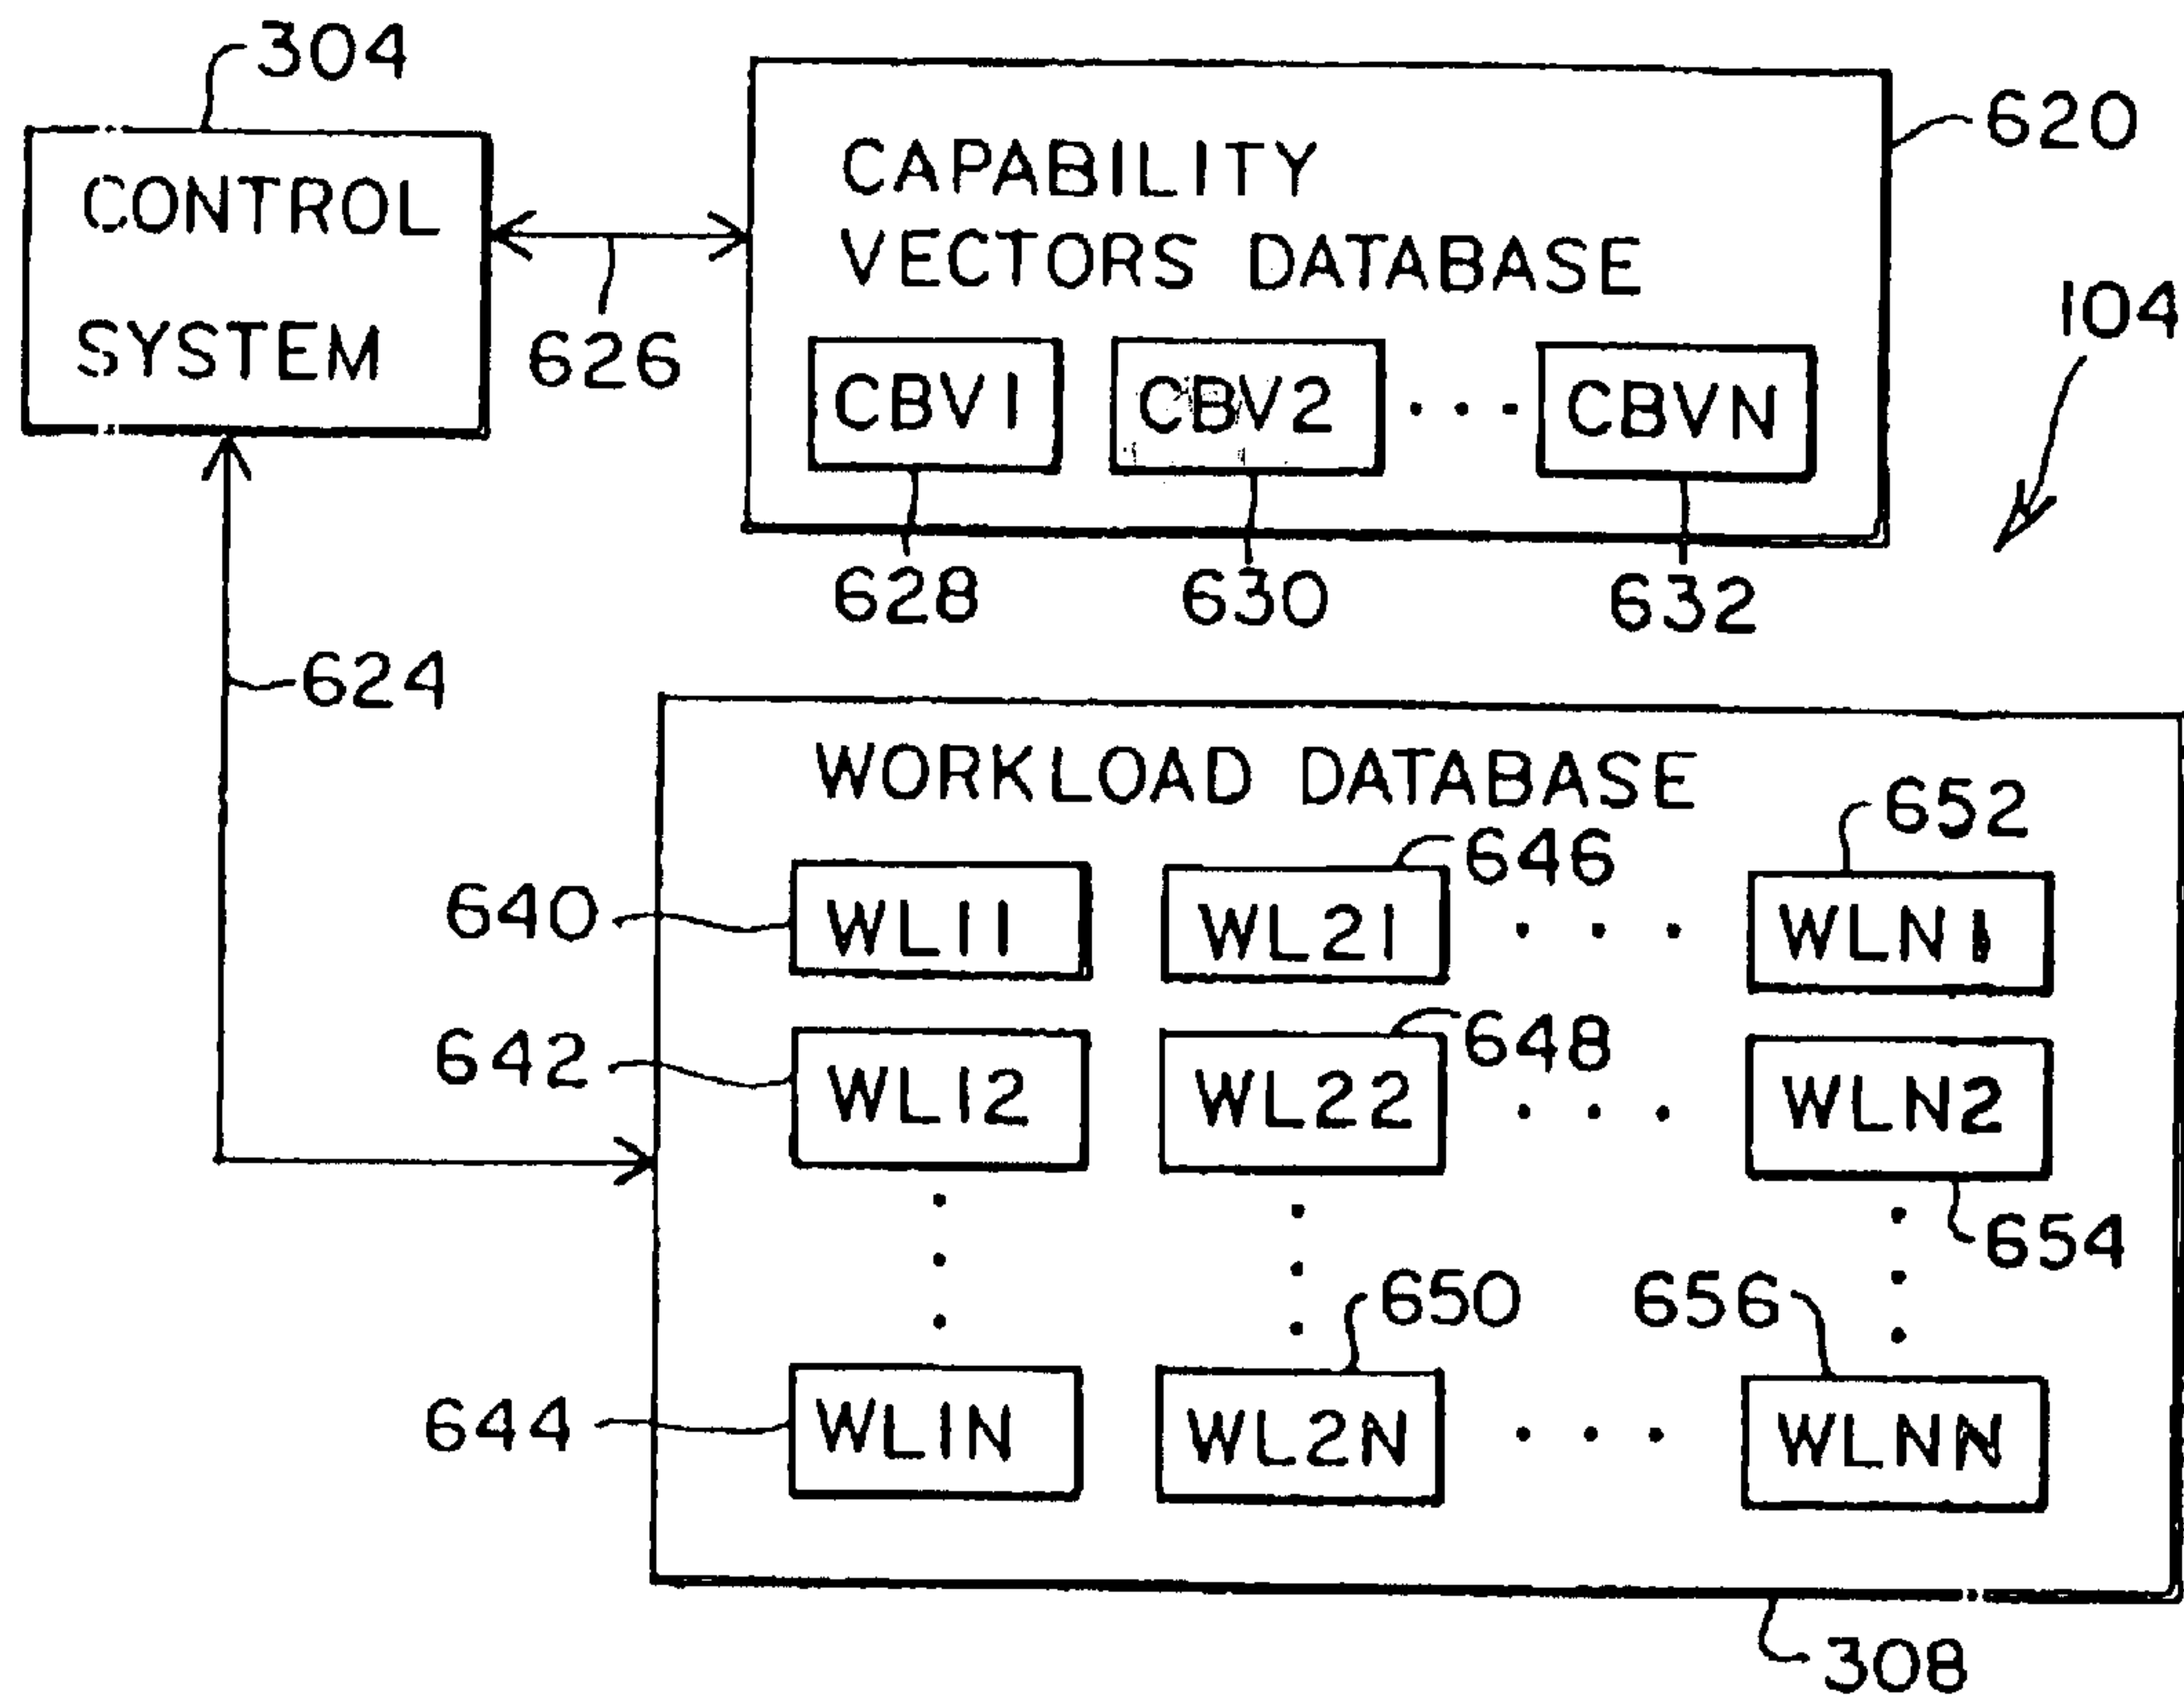 304
CONTROL
SYSTEM
626
CAPABILITY
VECTORS DATABASE
620
104
CBV1 CBV2 ... CBVN
628 630 632
624
WORKLOAD DATABASE
652
646
640 WL11 WL21 ... WLN1
648
642 WL12 WL22 ... WLN2
654
650 656
644 WL1N WL2N ... WLNN
308